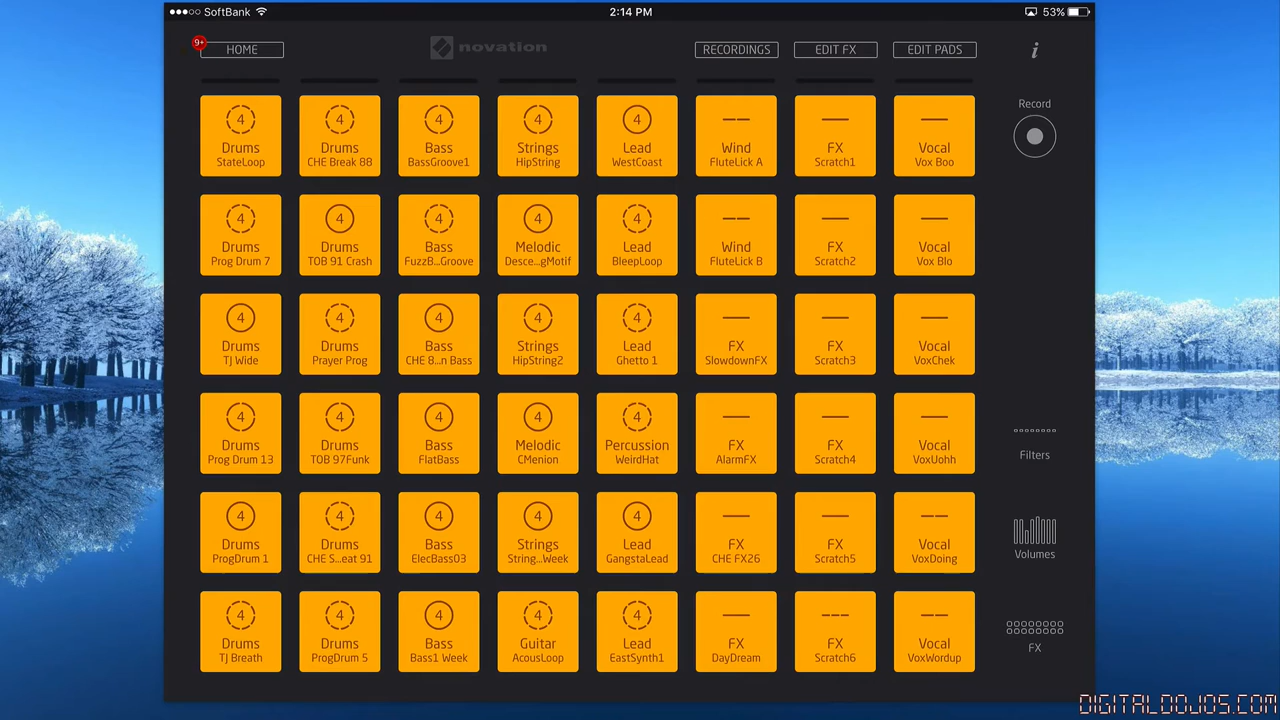 SoftBank
2:14 PM
53%
9+
HOME
novation
RECORDINGS
EDIT FX
EDIT PADS
i
Record
4 4 4 4 4
Drums Drums Bass Strings Lead Wind FX Vocal
StateLoop CHE Break 88 BassGroove1 HipString WestCoast FluteLick A Scratch1 Vox Boo
4 4 4 4 4
Drums Drums Bass Melodic Lead Wind FX Vocal
Prog Drum 7 TOB 91 Crash FuzzB...Groove Desce...gMotif BleepLoop FluteLick B Scratch2 Vox Blo
4 4 4 4 4
Drums Drums Bass Strings Lead FX FX Vocal
TJ Wide Prayer Prog CHE 8...n Bass HipString2 Ghetto 1 SlowdownFX Scratch3 VoxChek
4 4 4 4 4
Drums Drums Bass Melodic Percussion FX FX Vocal
Prog Drum 13 TOB 97Funk FlatBass CMenion WeirdHat AlarmFX Scratch4 VoxUohh
Filters
4 4 4 4 4
Drums Drums Bass Strings Lead FX FX Vocal
ProgDrum 1 CHE S...eat 91 ElecBass03 String...Week GangstaLead CHE FX26 Scratch5 VoxDoing
Volumes
4 4 4 4 4
Drums Drums Bass Guitar Lead FX FX Vocal
TJ Breath ProgDrum 5 Bass1 Week AcousLoop EastSynth1 DayDream Scratch6 VoxWordup
FX
DIGITALDOJOS.COM